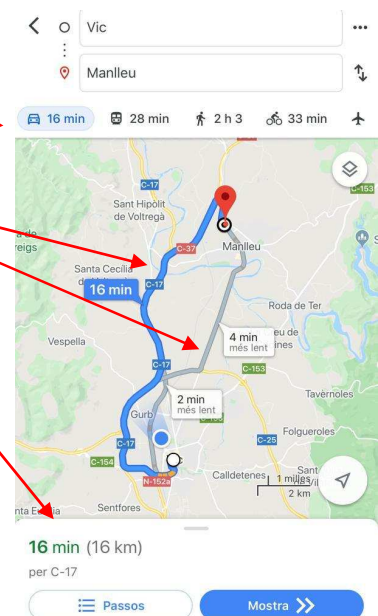 Vic
Manlleu
16 min
28 min
2 h 3
33 min
C-17
C-153
Sant Hipòlit
de Voltregà
C-37
Manlleu
Santa Cecília
C-17
16 min
Roda de Ter
4 min
més lent
Vespella
C-17
C-153
Tavèrnoles
2 min
més lent
Gurb
Folgueroles
C-17
C-25
C-154
N-152a
Calldetenes
Sant
1 milles
2 km
Sentfores
16 min (16 km)
per C-17
Passos
Mostra